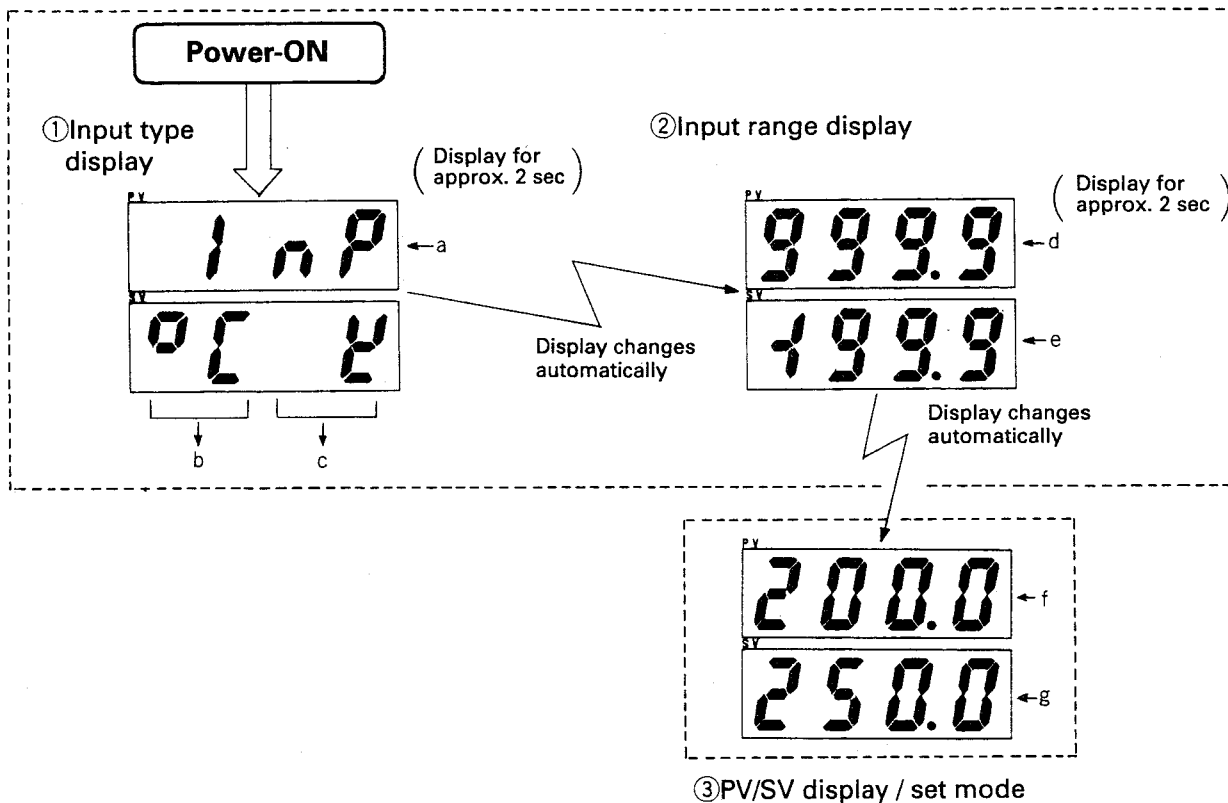 Power-ON
①Input type
display
( Display for
approx. 2 sec )
PV
InP
←a
SV
°C K
b c
Display changes
automatically
②Input range display
( Display for
approx. 2 sec )
PV
999.9
←d
SV
-199.9
←e
Display changes
automatically
PV
200.0
←f
SV
250.0
←g
③PV/SV display / set mode